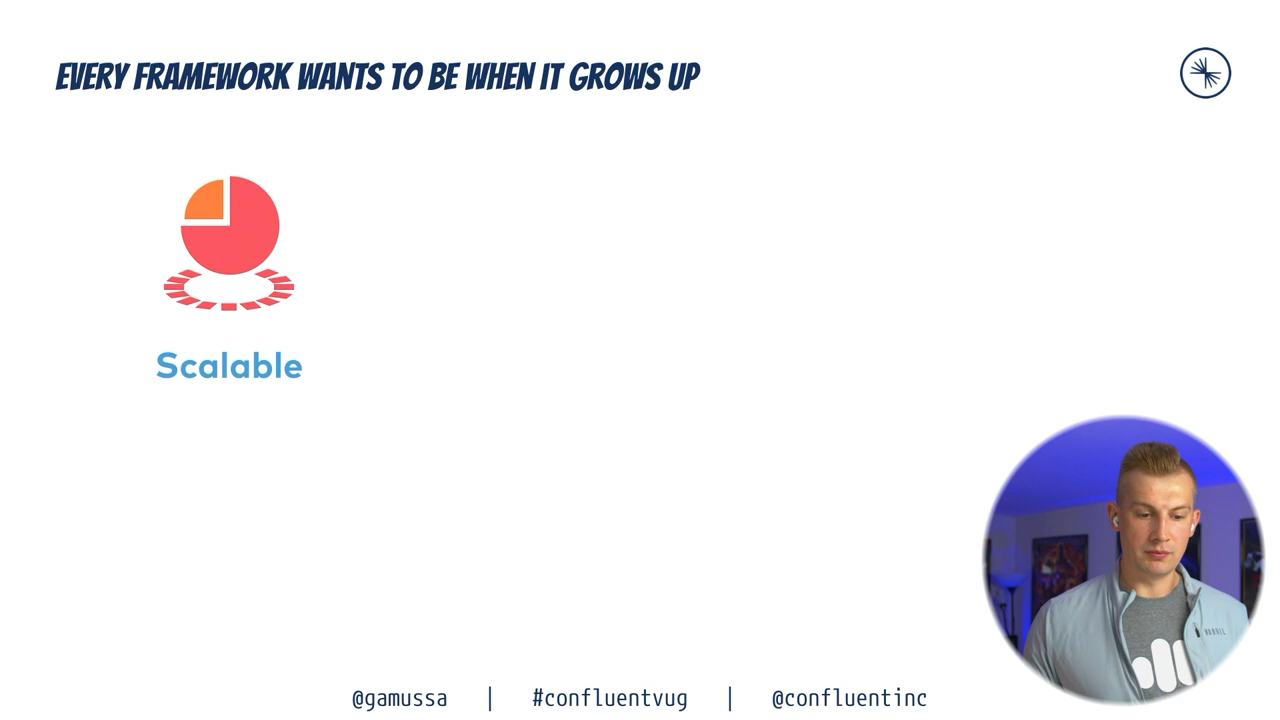 EVERY FRAMEWORK WANTS TO BE WHEN IT GROWS UP
Scalable
@gamussa | #confluentvug | @confluentinc